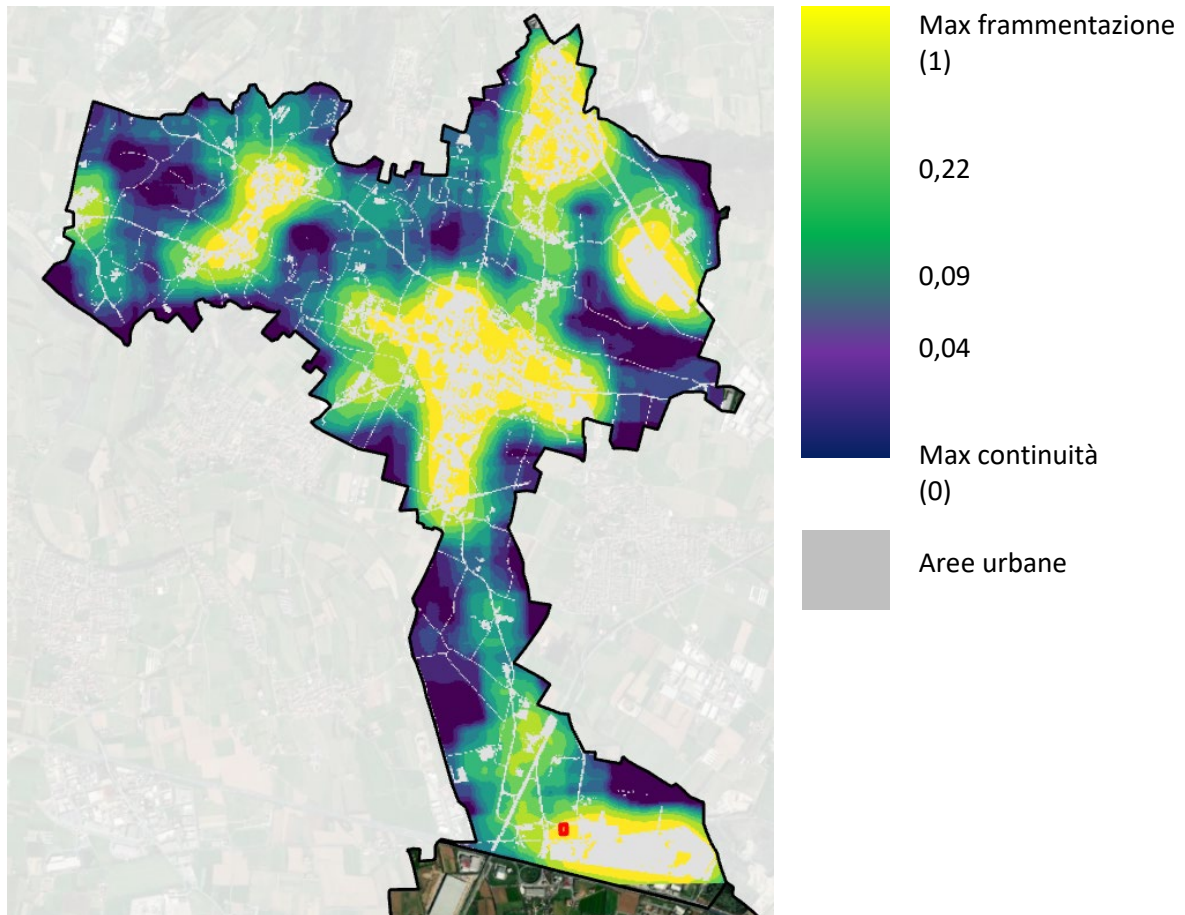 Max frammentazione
(1)
0,22
0,09
0,04
Max continuità
(0)
Aree urbane